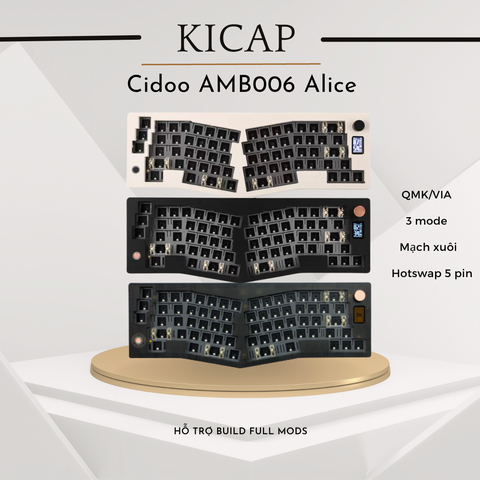 KICAP
Cidoo AMB006 Alice
QMK/VIA
3 mode
Mạch xuôi
Hotswap 5 pin
HỖ TRỢ BUILD FULL MODS